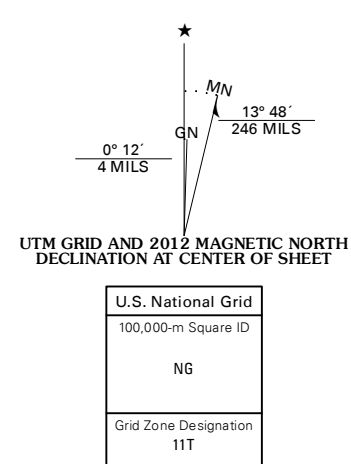 ★
MN
13° 48´
246 MILS
GN
0° 12´
4 MILS
UTM GRID AND 2012 MAGNETIC NORTH
DECLINATION AT CENTER OF SHEET
U.S. National Grid
100,000-m Square ID
NG
Grid Zone Designation
11T